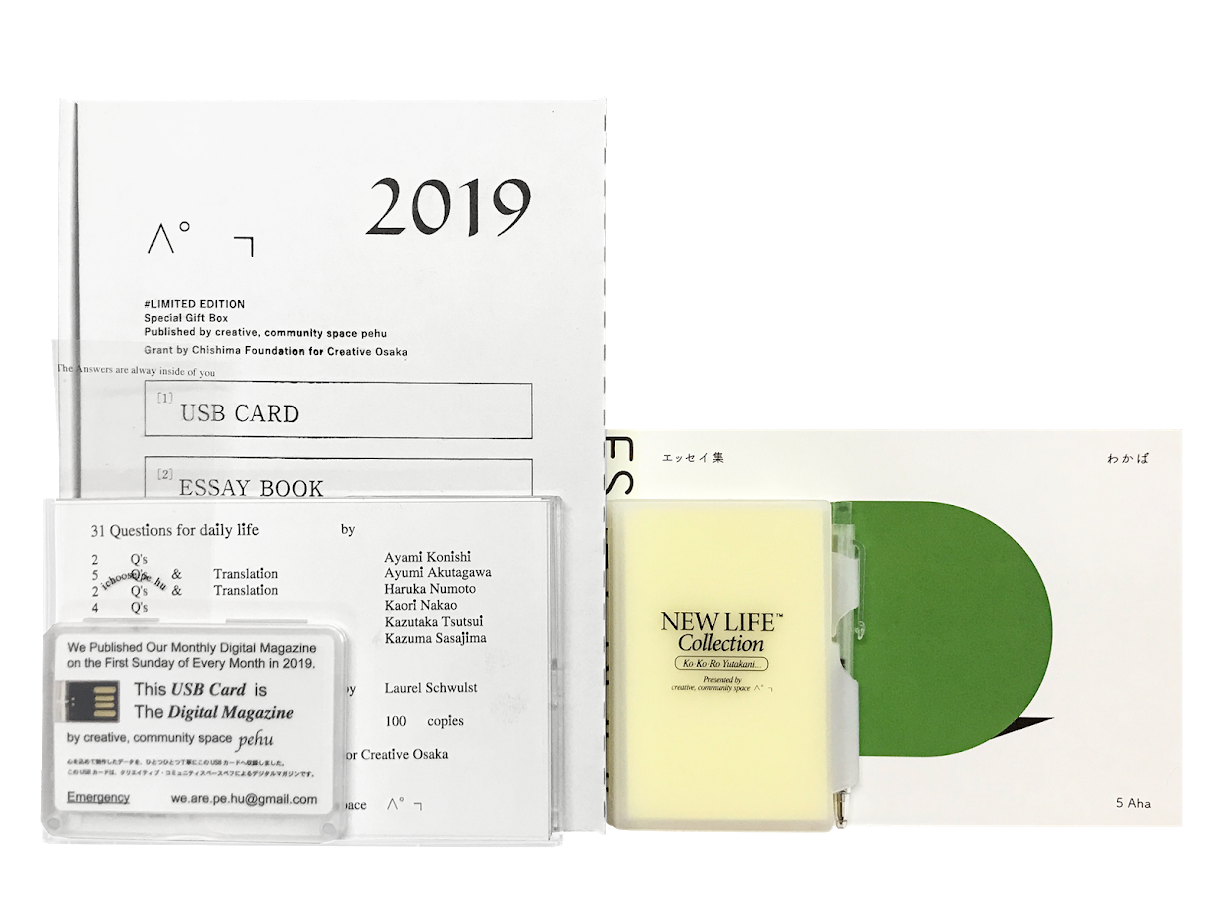 2019
ㅅ° ㄱ
#LIMITED EDITION
Special Gift Box
Published by creative, community space pehu
Grant by Chishima Foundation for Creative Osaka
The Answers are alway inside of you
[1] USB CARD
[2] ESSAY BOOK
31 Questions for daily life by
2 Q's Ayami Konishi
5 Q's & Translation Ayumi Akutagawa
2 Q's & Translation Haruka Numoto
4 Q's Kaori Nakao
Kazutaka Tsutsui
Kazuma Sasajima
ichoose pe hu
by Laurel Schwulst
100 copies
or Creative Osaka
pace ㅅ° ㄱ
We Published Our Monthly Digital Magazine
on the First Sunday of Every Month in 2019.
This USB Card is
The Digital Magazine
by creative, community space pehu
心を込めて制作したデータを、ひとつひとつ丁寧にこのUSBカードへ収録しました。
このUSBカードは、クリエイティブ・コミュニティスペースペフによるデジタルマガジンです。
Emergency we.are.pe.hu@gmail.com
ES
エッセイ集
わかば
NEW LIFE™
Collection
Ko-Ko-Ro Yutakani...
Presented by
creative, community space ㅅ° ㄱ
5 Aha